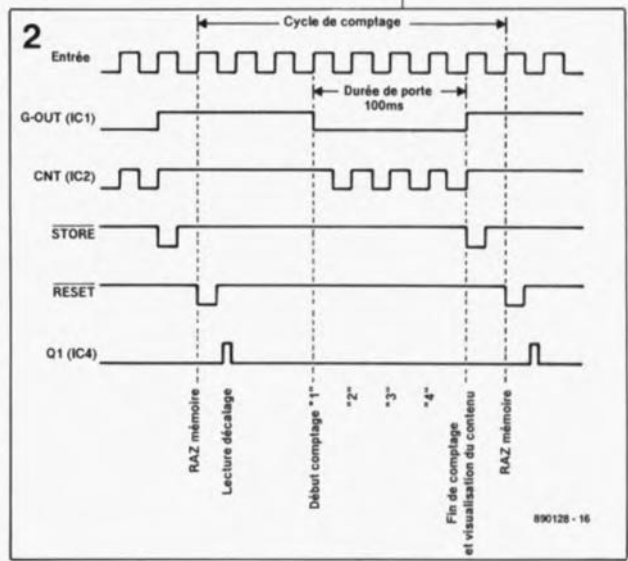 2
Cycle de comptage
Entrée
Durée de porte
100ms
G-OUT (IC1)
CNT (IC2)
STORE
RESET
Q1 (IC4)
RAZ mémoire
Lecture décalage
Début comptage "1"
"2"
"3"
"4"
Fin de comptage
et visualisation du contenu
RAZ mémoire
890128 - 16